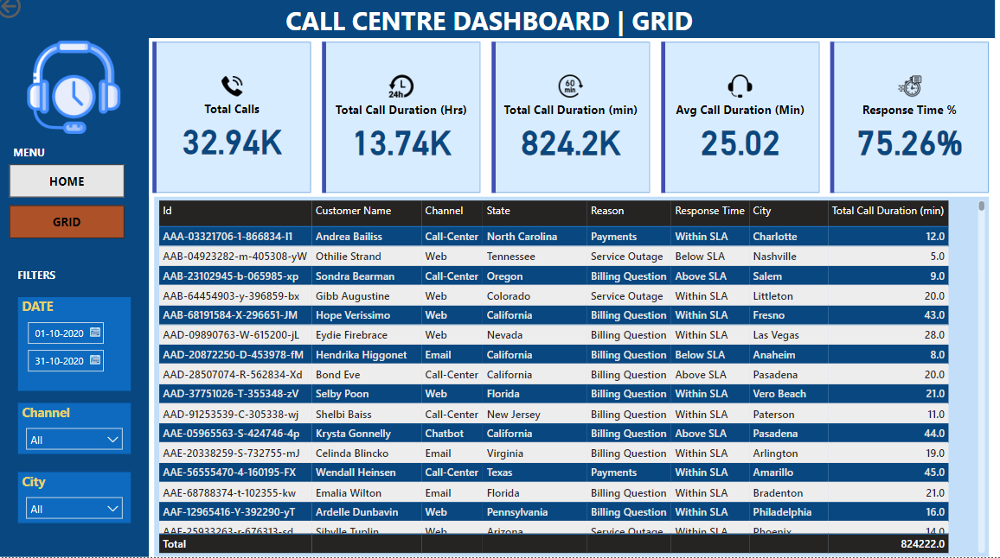 CALL CENTRE DASHBOARD | GRID
MENU
HOME
GRID
FILTERS
DATE
01-10-2020
31-10-2020
Channel
All
City
All
Total Calls
32.94K
24h
Total Call Duration (Hrs)
13.74K
60 min
Total Call Duration (min)
824.2K
Avg Call Duration (Min)
25.02
Response Time %
75.26%
Id Customer Name Channel State Reason Response Time City Total Call Duration (min)
AAA-03321706-1-866834-I1 Andrea Bailiss Call-Center North Carolina Payments Within SLA Charlotte 12.0
AAB-04923282-m-405308-yW Othilie Strand Web Tennessee Service Outage Below SLA Nashville 5.0
AAB-23102945-b-065985-xp Sondra Bearman Call-Center Oregon Billing Question Above SLA Salem 9.0
AAB-64454903-y-396859-bx Gibb Augustine Web Colorado Service Outage Within SLA Littleton 20.0
AAB-68191584-X-296651-JM Hope Verissimo Web California Billing Question Within SLA Fresno 43.0
AAD-09890763-W-615200-jL Eydie Firebrace Web Nevada Billing Question Within SLA Las Vegas 28.0
AAD-20872250-D-453978-fM Hendrika Higgonet Email California Billing Question Below SLA Anaheim 8.0
AAD-28507074-R-562834-Xd Bond Eve Call-Center California Billing Question Above SLA Pasadena 20.0
AAD-37751026-T-355348-zV Selby Poon Web Florida Billing Question Within SLA Vero Beach 21.0
AAD-91253539-C-305338-wj Shelbi Baiss Call-Center New Jersey Billing Question Within SLA Paterson 11.0
AAE-05965563-S-424746-4p Krysta Gonnelly Chatbot California Billing Question Above SLA Pasadena 44.0
AAE-20338259-S-732755-mJ Celinda Blincko Email Virginia Billing Question Within SLA Arlington 19.0
AAE-56555470-4-160195-FX Wendall Heinsen Call-Center Texas Payments Within SLA Amarillo 45.0
AAE-68788374-t-102355-kw Emalia Wilton Email Florida Billing Question Within SLA Bradenton 21.0
AAF-12965416-Y-392290-yT Ardelle Dunbavin Web Pennsylvania Billing Question Within SLA Philadelphia 16.0
AAF-25933263-r-676313-sd Sibylle Tuplin Web Arizona Service Outage Within SLA Phoenix 14.0
Total 824222.0